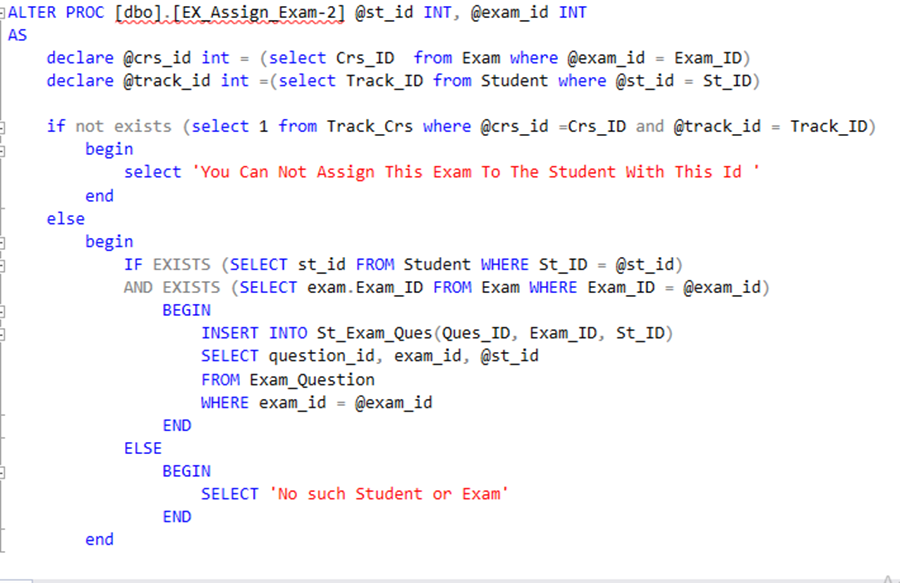 ALTER PROC [dbo].[EX_Assign_Exam-2] @st_id INT, @exam_id INT
AS
declare @crs_id int = (select Crs_ID  from Exam where @exam_id = Exam_ID)
declare @track_id int =(select Track_ID from Student where @st_id = St_ID)
if not exists (select 1 from Track_Crs where @crs_id =Crs_ID and @track_id = Track_ID)
begin
select 'You Can Not Assign This Exam To The Student With This Id '
end
else
begin
IF EXISTS (SELECT st_id FROM Student WHERE St_ID = @st_id)
AND EXISTS (SELECT exam.Exam_ID FROM Exam WHERE Exam_ID = @exam_id)
BEGIN
INSERT INTO St_Exam_Ques(Ques_ID, Exam_ID, St_ID)
SELECT question_id, exam_id, @st_id
FROM Exam_Question
WHERE exam_id = @exam_id
END
ELSE
BEGIN
SELECT 'No such Student or Exam'
END
end